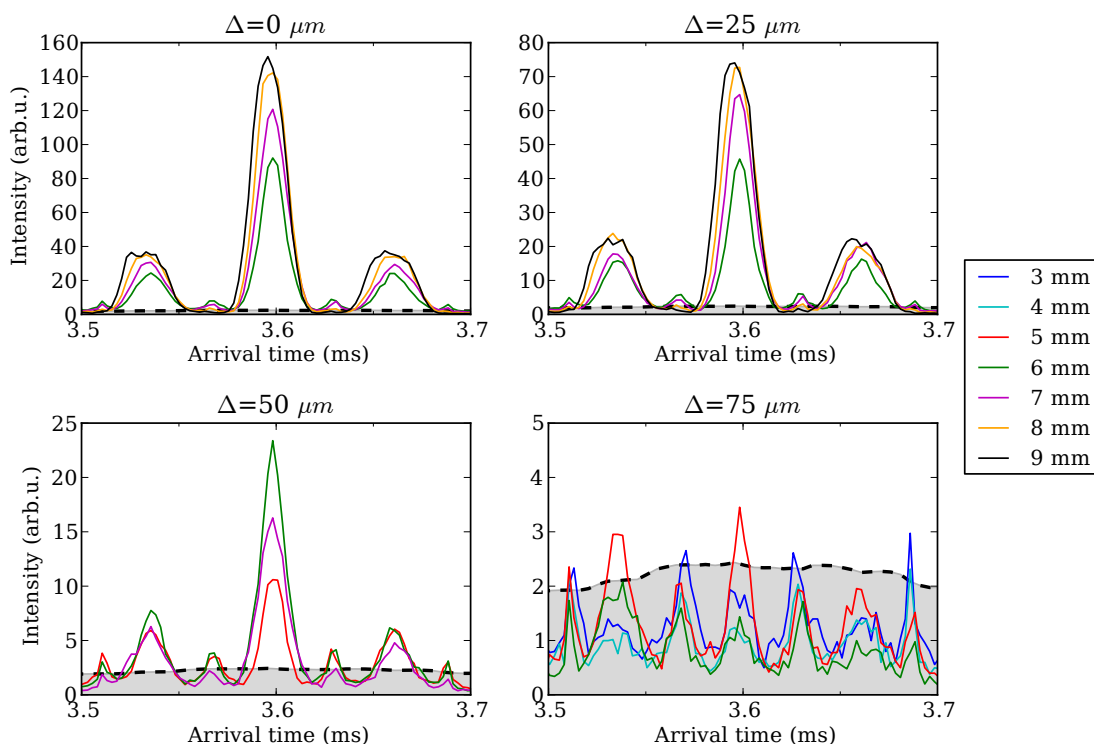 Δ=0 μm
Intensity (arb.u.)
160
140
120
100
80
60
40
20
0
3.5
3.6
3.7
Arrival time (ms)
Δ=25 μm
80
70
60
50
40
30
20
10
0
3.5
3.6
3.7
Arrival time (ms)
3 mm
4 mm
5 mm
6 mm
7 mm
8 mm
9 mm
Δ=50 μm
Intensity (arb.u.)
25
20
15
10
5
0
3.5
3.6
3.7
Arrival time (ms)
Δ=75 μm
5
4
3
2
1
0
3.5
3.6
3.7
Arrival time (ms)